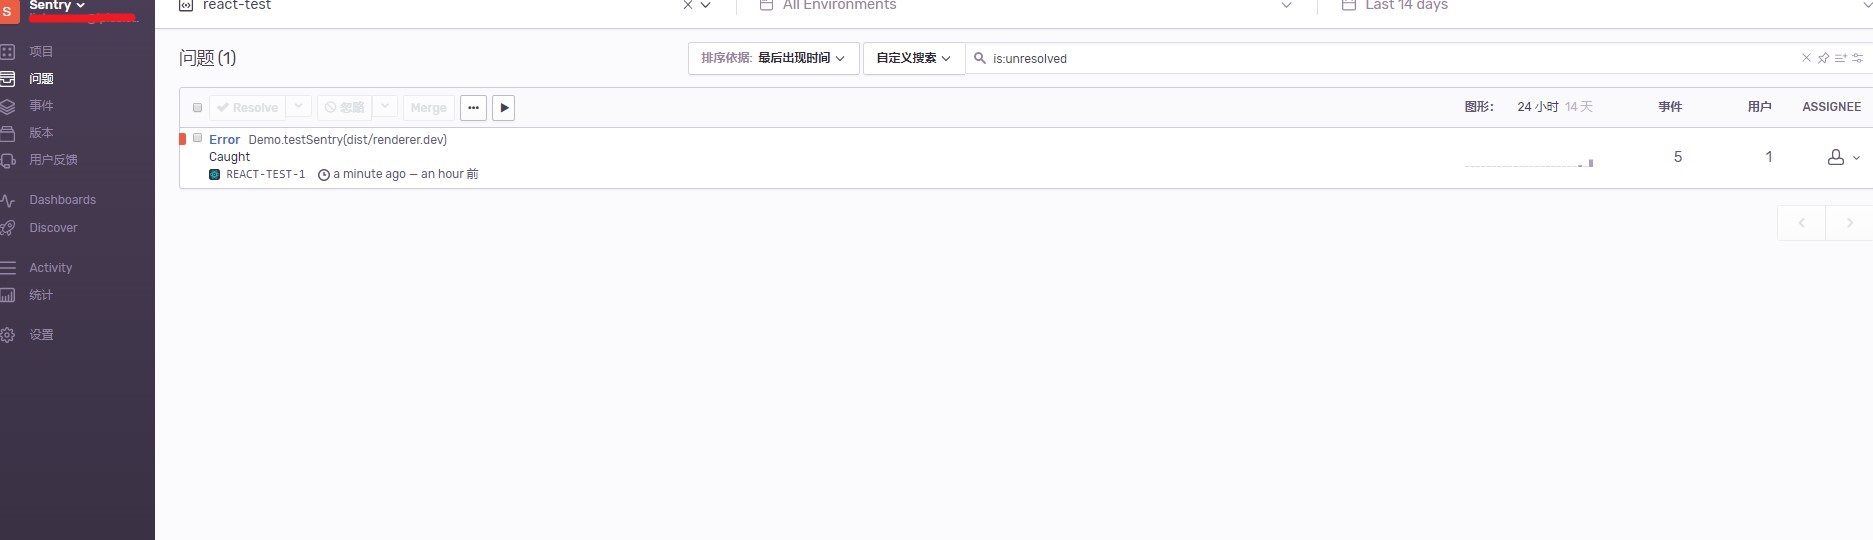 S
Sentry
项目
问题
事件
版本
用户反馈
Dashboards
Discover
Activity
统计
设置
react-test
All Environments
Last 14 days
问题 (1)
排序依据: 最后出现时间
自定义搜索
is:unresolved
Resolve
忽略
Merge
图形:
24 小时 14 天
事件
用户
ASSIGNEE
Error Demo.testSentry(dist/renderer.dev)
Caught
REACT-TEST-1 a minute ago — an hour 前
5
1